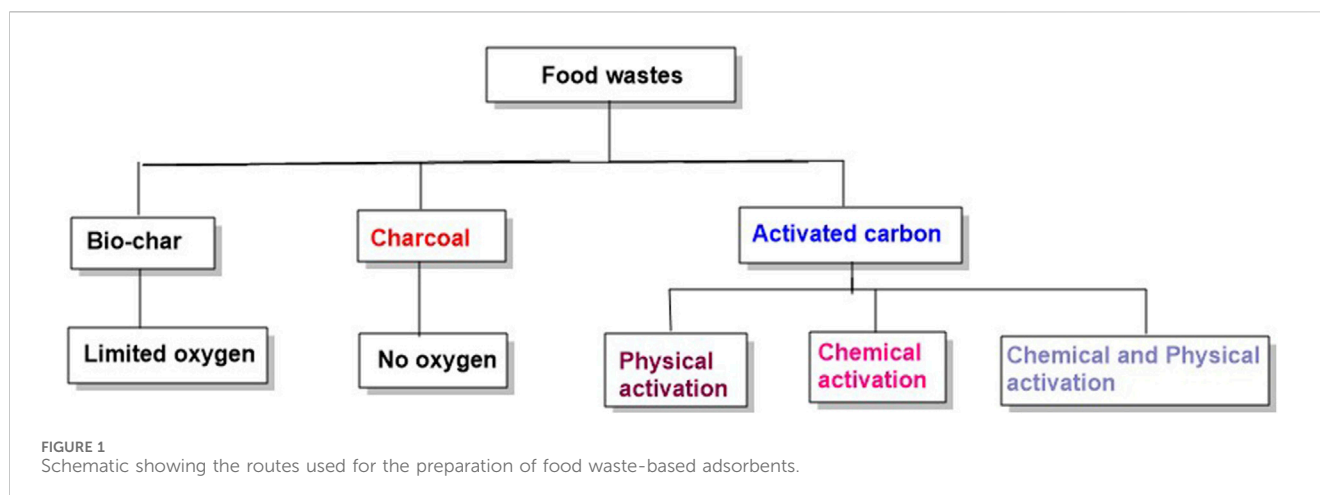 Food wastes
Bio-char
Charcoal
Activated carbon
Limited oxygen
No oxygen
Physical
activation
Chemical
activation
Chemical and Physical
activation
FIGURE 1
Schematic showing the routes used for the preparation of food waste-based adsorbents.